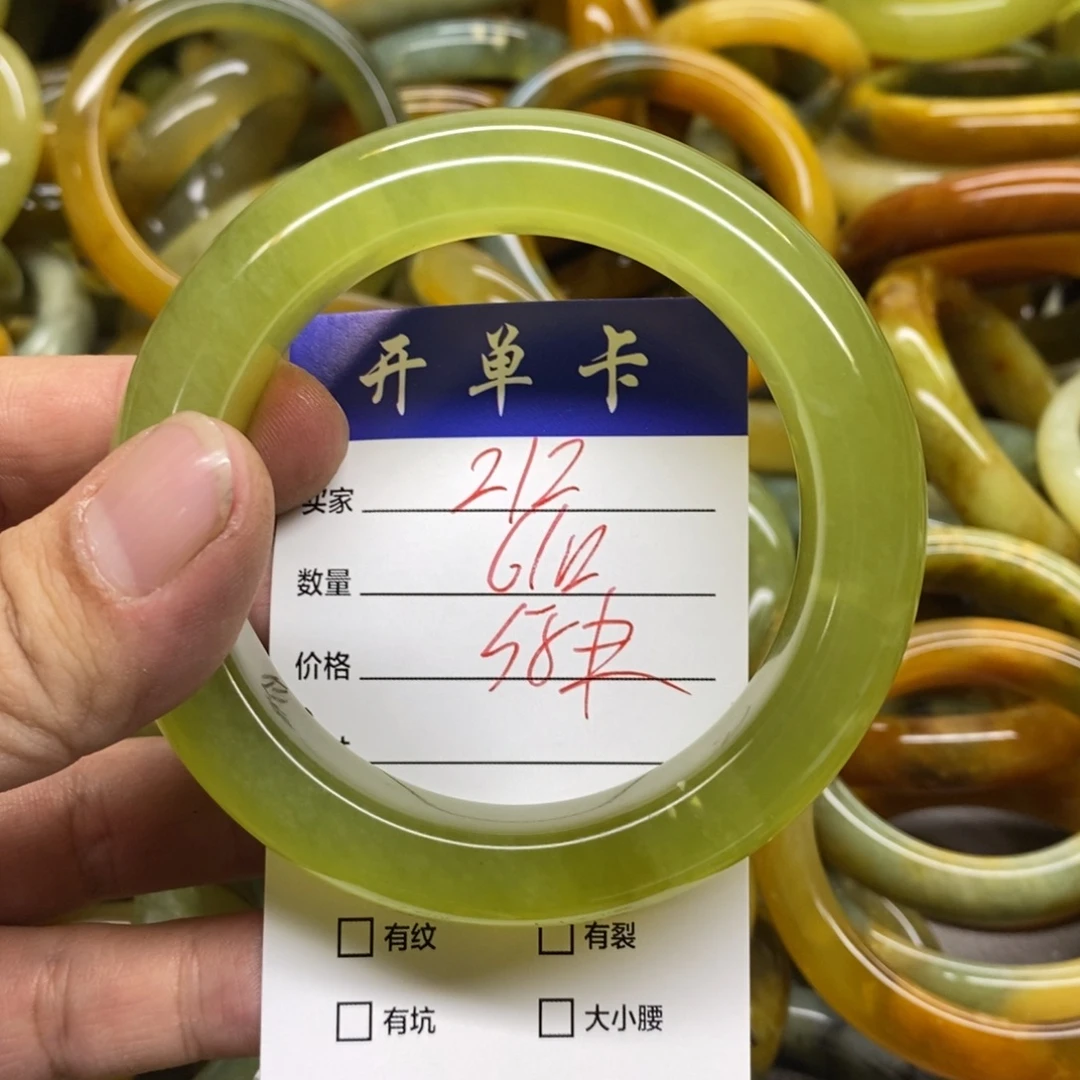 开单卡
买家 212
数量
价格 58
有纹 有裂
有坑 大小腰